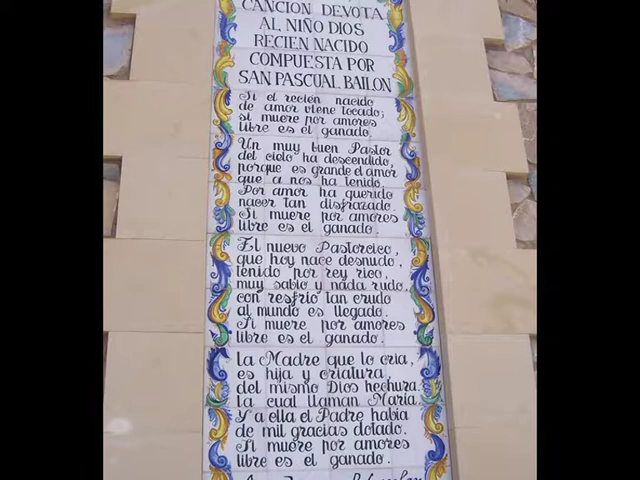 CANCION DEVOTA
AL NIÑO DIOS
RECIEN NACIDO
COMPUESTA POR
SAN PASCUAL BAILON
Si el recien nacido
de amor viene tocado;
si muere por amores
libre es el ganado.
Un muy buen Pastor
del cielo ha descendido,
porque es grande el amor
que a nos ha tenido.
Por amor ha querido
nacer tan disfrazado.
Si muere por amores
libre es el ganado.
El nuevo Pastorcico,
que hoy nace desnudo,
tenido por rey rico,
muy sabio y nada rudo,
con resfrio tan crudo
al mundo es llegado.
Si muere por amores
libre es el ganado.
La Madre que lo cria,
es hija y criatura,
del mismo Dios hechura.
la cual llaman Maria.
Y a ella el Padre habia
de mil gracias dotado.
Si muere por amores
libre es el ganado.